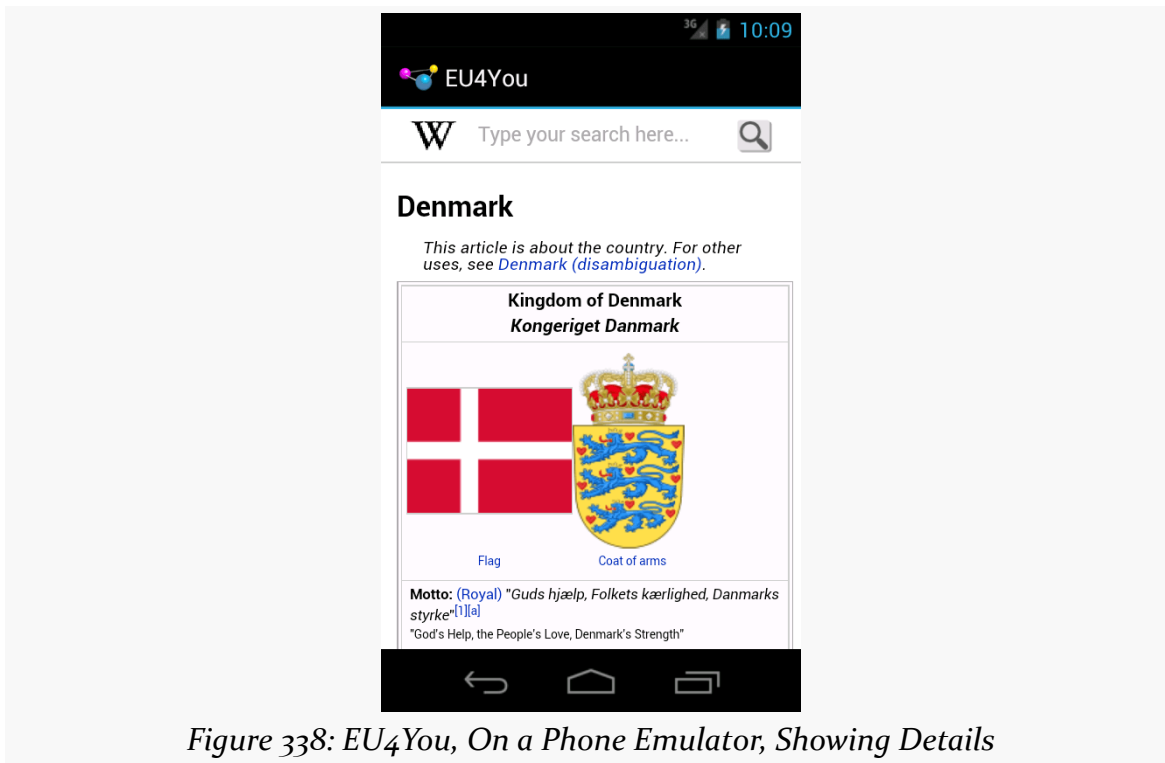 3G 10:09
EU4You
W Type your search here...
Denmark
This article is about the country. For other
uses, see Denmark (disambiguation).
Kingdom of Denmark
Kongeriget Danmark
Flag Coat of arms
Motto: (Royal) "Guds hjælp, Folkets kærlighed, Danmarks
styrke"[1][a]
"God's Help, the People's Love, Denmark's Strength"
Figure 338: EU4You, On a Phone Emulator, Showing Details